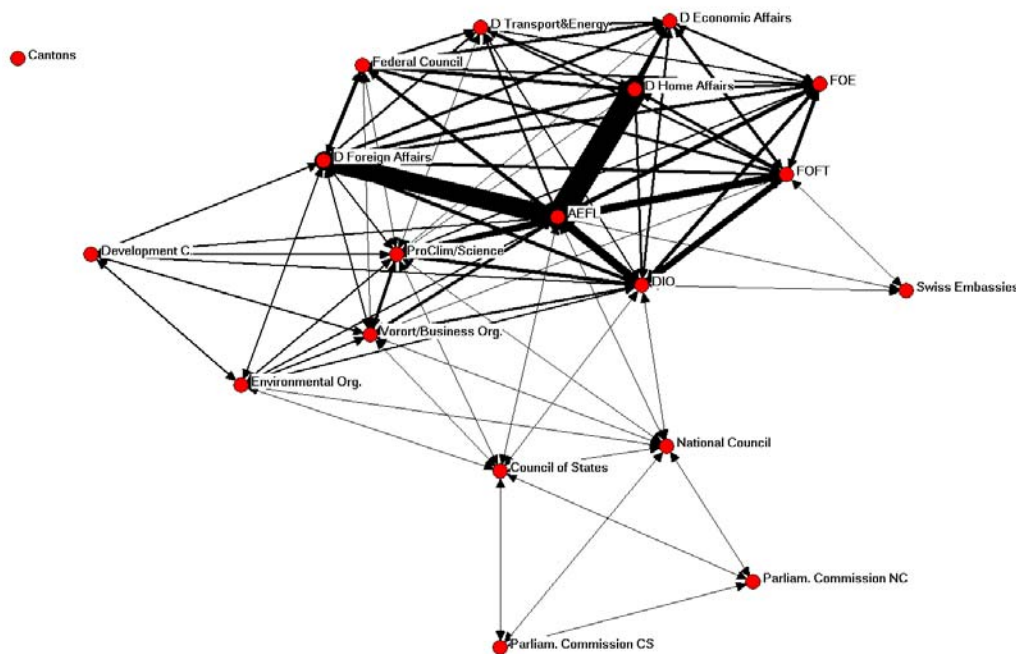 D Economic Affairs
D Transport&Energy
Cantons
Federal Council
FOE
D Home Affairs
D Foreign Affairs
FOFT
AEFL
Development C.
ProClim/Science
DIO
Swiss Embassies
Vorort/Business Org.
Environmental Org.
National Council
Council of States
Parliam. Commission NC
Parliam. Commission CS